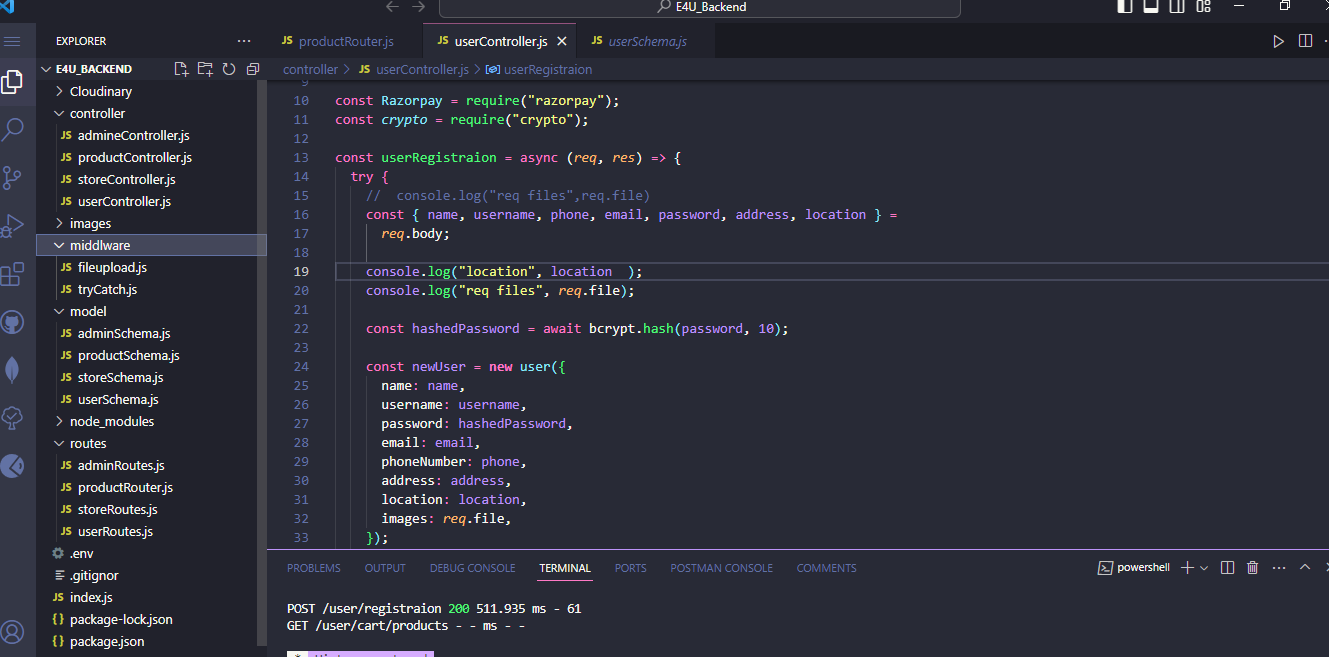 E4U_Backend
EXPLORER
E4U_BACKEND
Cloudinary
controller
JS admineController.js
JS productController.js
JS storeController.js
JS userController.js
images
middlware
JS fileupload.js
JS tryCatch.js
model
JS adminSchema.js
JS productSchema.js
JS storeSchema.js
JS userSchema.js
node_modules
routes
JS adminRoutes.js
JS productRouter.js
JS storeRoutes.js
JS userRoutes.js
.env
.gitignor
JS index.js
{} package-lock.json
{} package.json
JS productRouter.js JS userController.js JS userSchema.js
controller > JS userController.js > userRegistraion
9
10 const Razorpay = require("razorpay");
11 const crypto = require("crypto");
12
13 const userRegistraion = async (req, res) => {
14 try {
15 // console.log("req files",req.file)
16 const { name, username, phone, email, password, address, location } =
17 req.body;
18
19 console.log("location", location );
20 console.log("req files", req.file);
21
22 const hashedPassword = await bcrypt.hash(password, 10);
23
24 const newUser = new user({
25 name: name,
26 username: username,
27 password: hashedPassword,
28 email: email,
29 phoneNumber: phone,
30 address: address,
31 location: location,
32 images: req.file,
33 });
PROBLEMS OUTPUT DEBUG CONSOLE TERMINAL PORTS POSTMAN CONSOLE COMMENTS powershell
POST /user/registraion 200 511.935 ms - 61
GET /user/cart/products - - ms - -